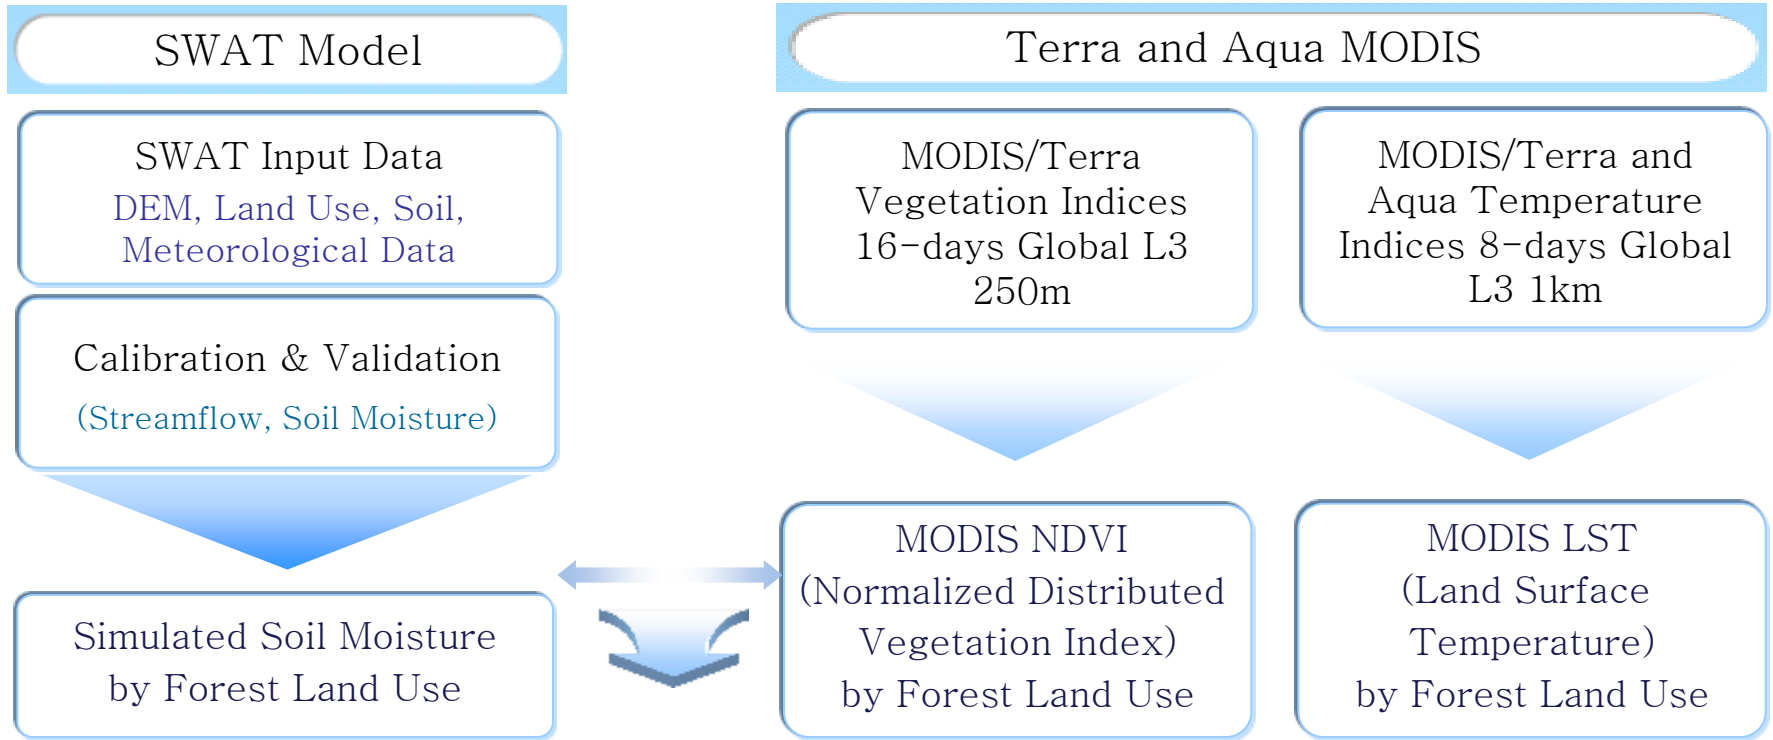 SWAT Model
SWAT Input Data
DEM, Land Use, Soil,
Meteorological Data
Calibration & Validation
(Streamflow, Soil Moisture)
Simulated Soil Moisture
by Forest Land Use
Terra and Aqua MODIS
MODIS/Terra
Vegetation Indices
16-days Global L3
250m
MODIS/Terra and
Aqua Temperature
Indices 8-days Global
L3 1km
MODIS NDVI
(Normalized Distributed
Vegetation Index)
by Forest Land Use
MODIS LST
(Land Surface
Temperature)
by Forest Land Use